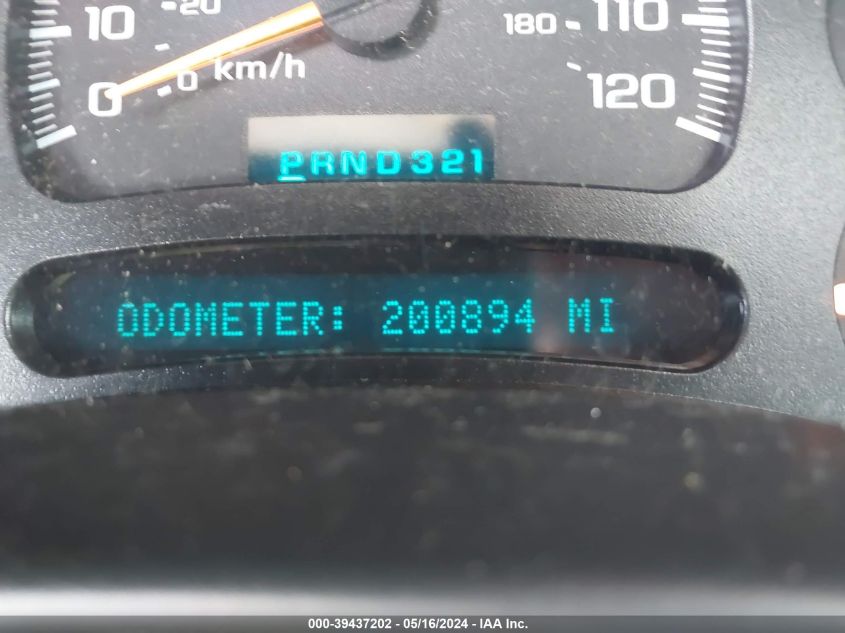 10 20 180 110
0 0 km/h 120
PRND321
ODOMETER: 200894 MI
000-39437202 - 05/16/2024 - IAA Inc.